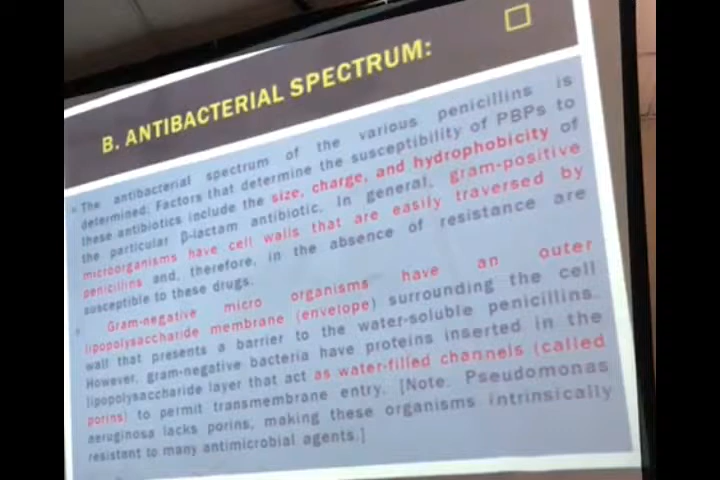 B. ANTIBACTERIAL SPECTRUM:
The antibacterial spectrum of the various penicillins is
determined: Factors that determine the susceptibility of PBPs to
these antibiotics include the size, charge, and hydrophobicity of
the particular β-lactam antibiotic. In general, gram-positive
microorganisms have cell walls that are easily traversed by
penicillins and, therefore, in the absence of resistance are
susceptible to these drugs.
Gram-negative micro organisms have an outer
lipopolysaccharide membrane (envelope) surrounding the cell
wall that presents a barrier to the water-soluble penicillins.
However, gram-negative bacteria have proteins inserted in the
lipopolysaccharide layer that act as water-filled channels (called
porins) to permit transmembrane entry. [Note: Pseudomonas
aeruginosa lacks porins, making these organisms intrinsically
resistent to many antimicrobial agents.]